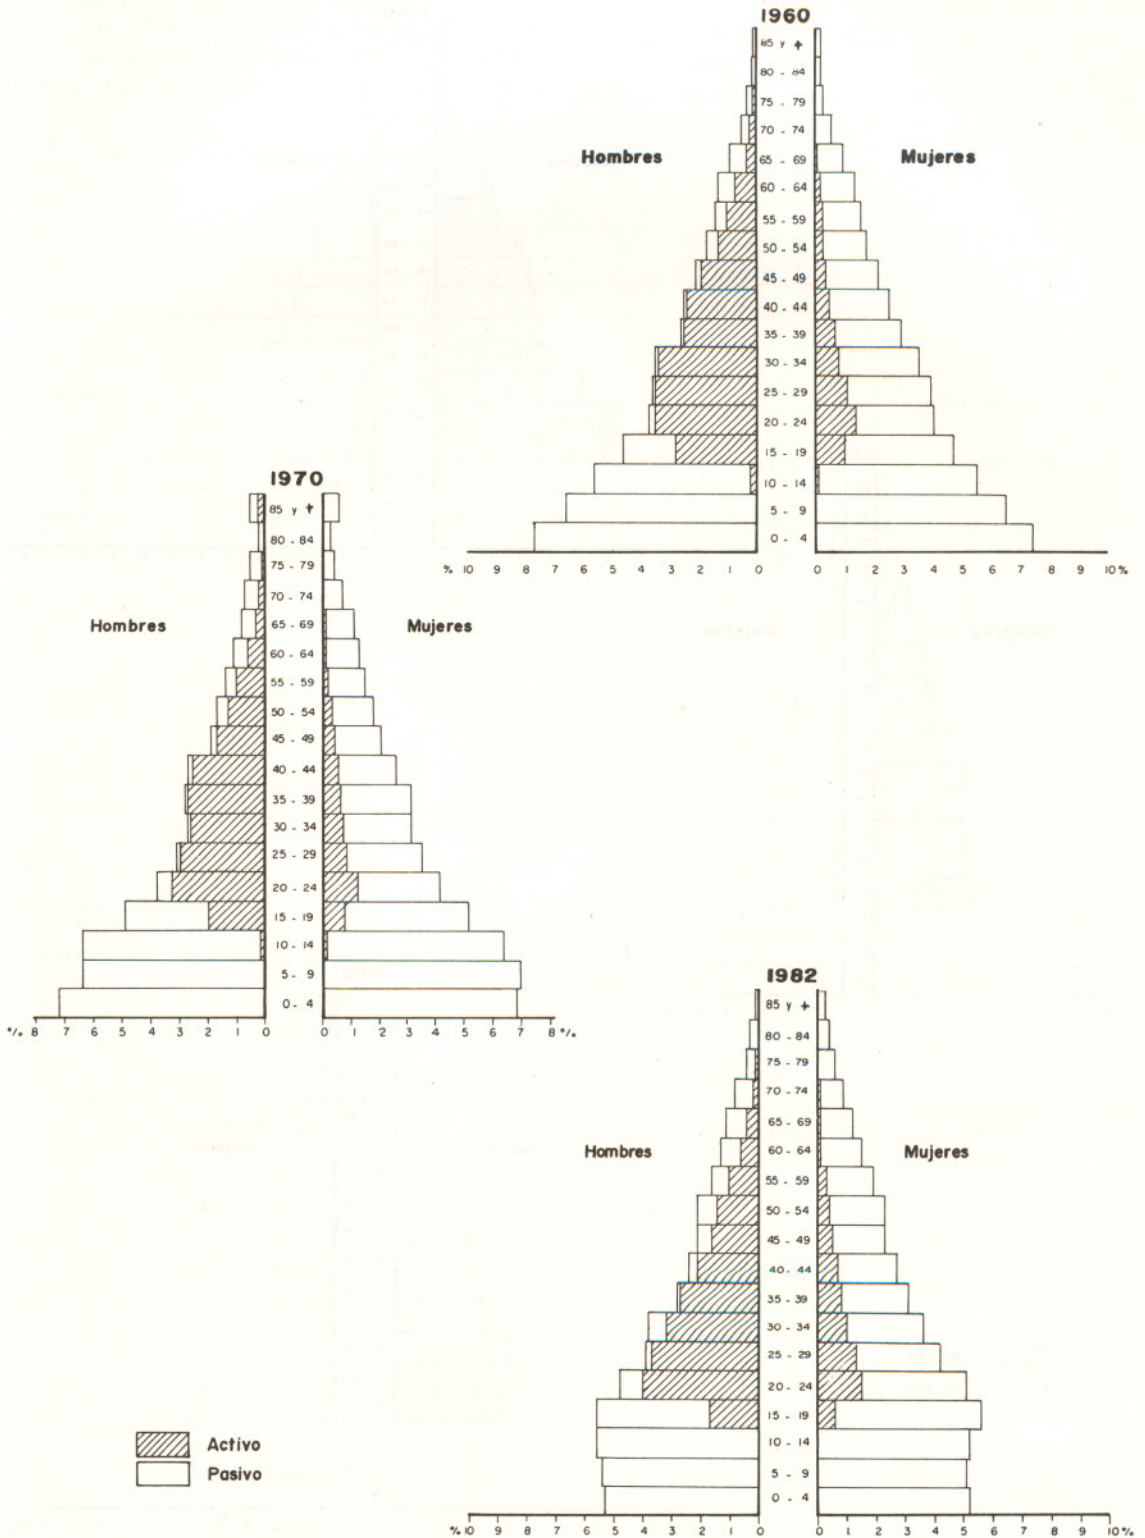 1960
85 y +
80 - 84
75 - 79
70 - 74
65 - 69
60 - 64
55 - 59
50 - 54
45 - 49
40 - 44
35 - 39
30 - 34
25 - 29
20 - 24
15 - 19
10 - 14
5 - 9
0 - 4
Hombres
Mujeres
% 10 9 8 7 6 5 4 3 2 1 0 0 1 2 3 4 5 6 7 8 9 10 %
1970
85 y +
80 - 84
75 - 79
70 - 74
65 - 69
60 - 64
55 - 59
50 - 54
45 - 49
40 - 44
35 - 39
30 - 34
25 - 29
20 - 24
15 - 19
10 - 14
5 - 9
0 - 4
Hombres
Mujeres
% 8 7 6 5 4 3 2 1 0 0 1 2 3 4 5 6 7 8 %
1982
85 y +
80 - 84
75 - 79
70 - 74
65 - 69
60 - 64
55 - 59
50 - 54
45 - 49
40 - 44
35 - 39
30 - 34
25 - 29
20 - 24
15 - 19
10 - 14
5 - 9
0 - 4
Hombres
Mujeres
% 10 9 8 7 6 5 4 3 2 1 0 0 1 2 3 4 5 6 7 8 9 10 %
Activo
Pasivo